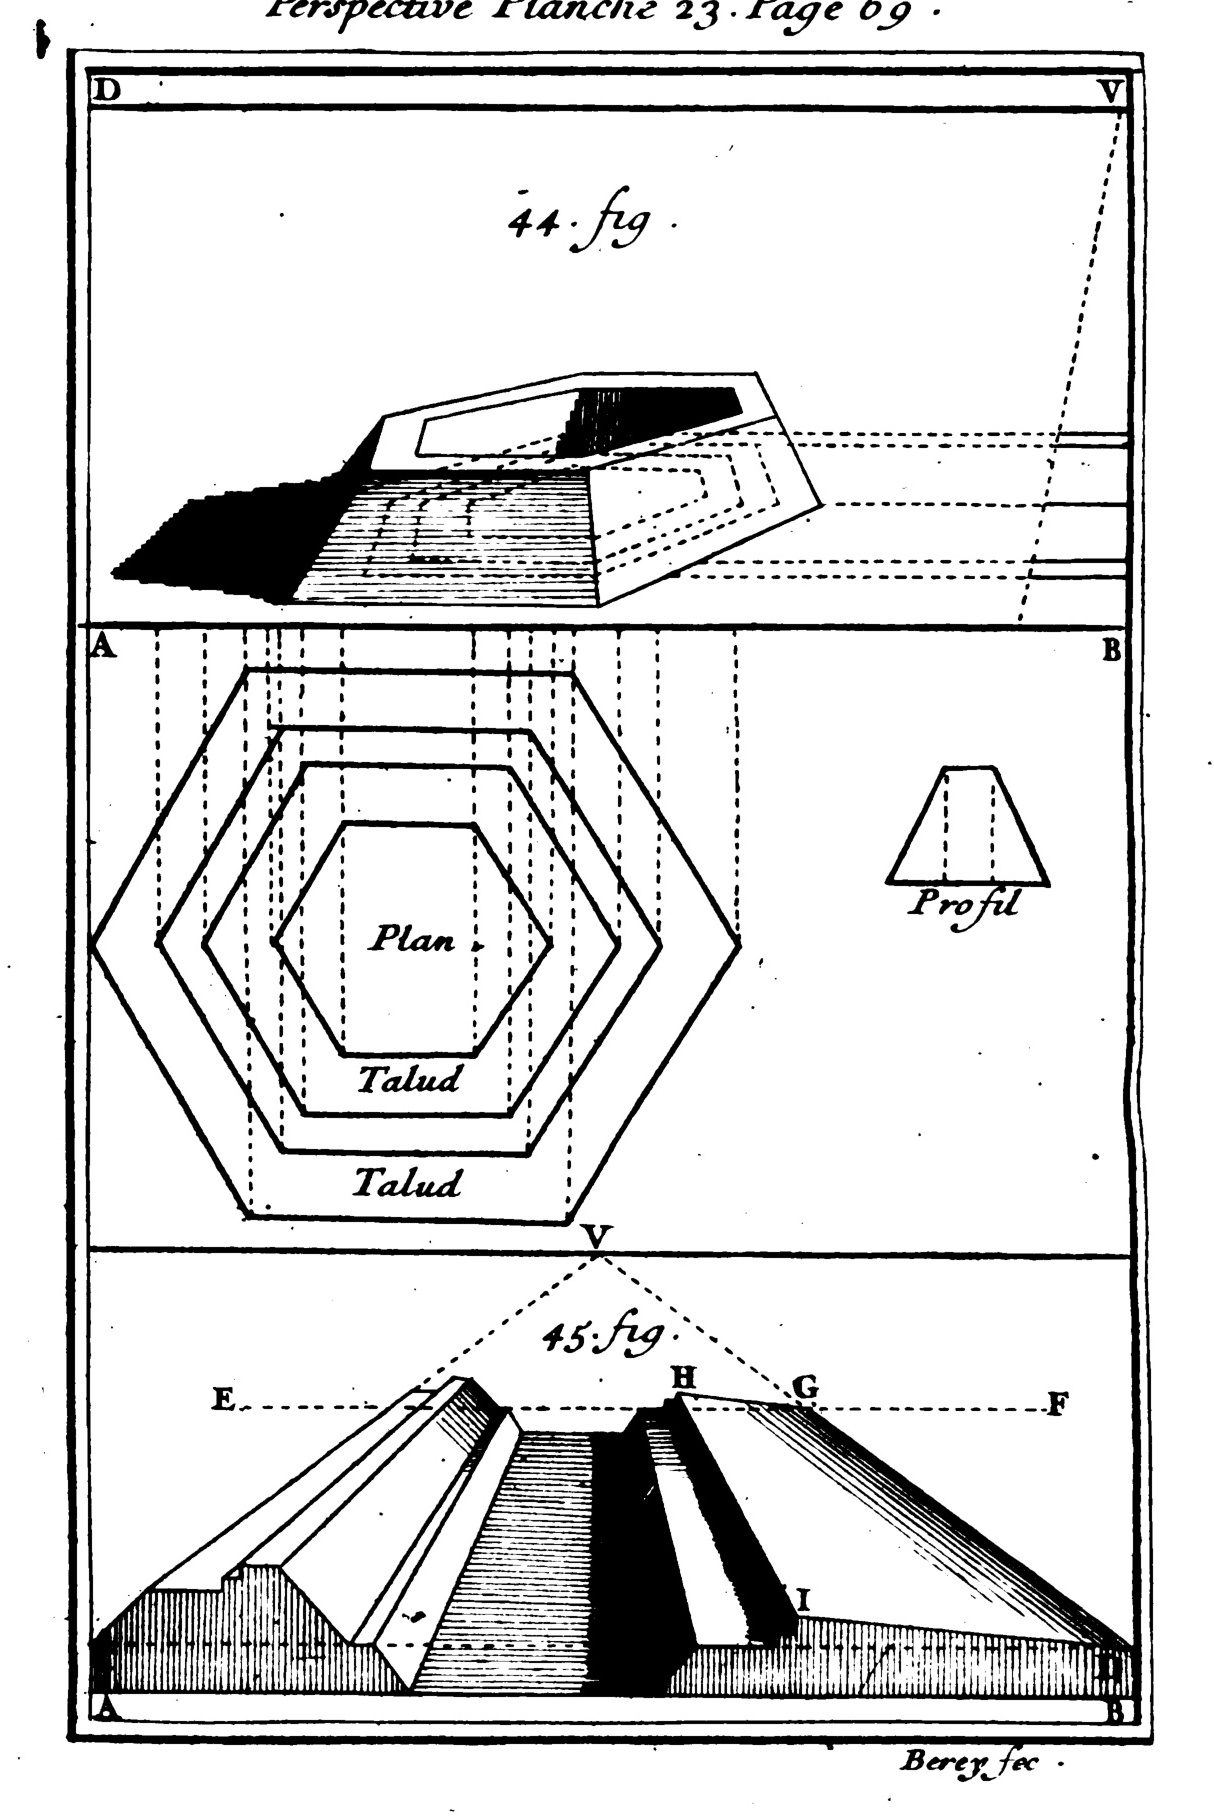 Perspective Planche 23. Page 69.
D V
44. fig.
A B
Profil
Plan.
Talud
Talud
V
45. fig.
E H G F
I
D
A B
Berey fec.